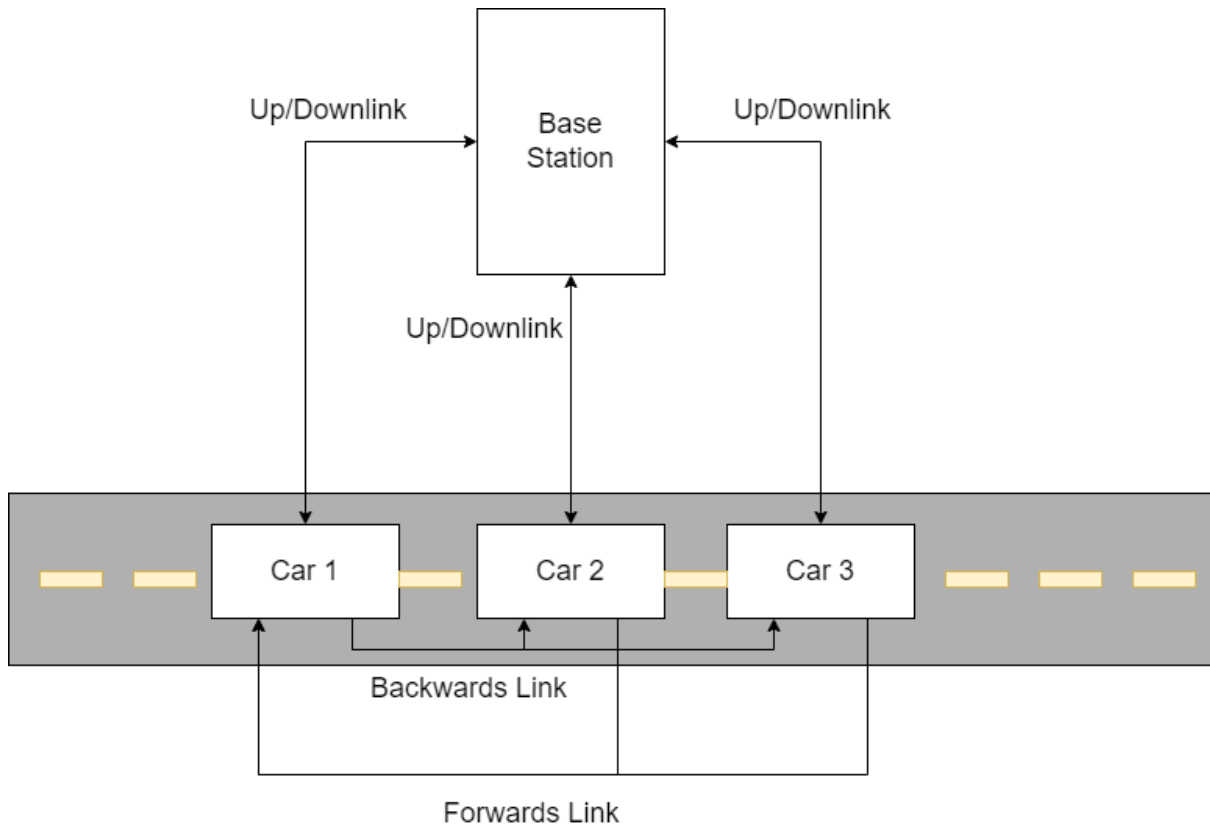 Up/Downlink
Base
Station
Up/Downlink
Up/Downlink
Car 1
Car 2
Car 3
Backwards Link
Forwards Link